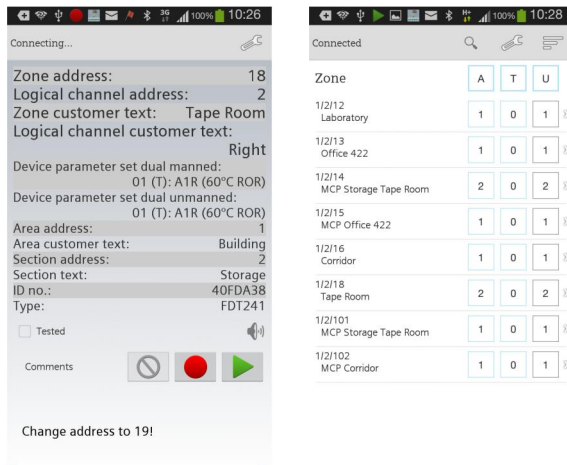 3G 100% 10:26
Connecting...
Zone address: 18
Logical channel address: 2
Zone customer text: Tape Room
Logical channel customer text:
Right
Device parameter set dual manned:
01 (T): A1R (60°C ROR)
Device parameter set dual unmanned:
01 (T): A1R (60°C ROR)
Area address: 1
Area customer text: Building
Section address: 2
Section text: Storage
ID no.: 40FDA38
Type: FDT241
Tested
Comments
Change address to 19!
H+ 100% 10:28
Connected
Zone A T U
1/2/12
Laboratory 1 0 1
1/2/13
Office 422 1 0 1
1/2/14
MCP Storage Tape Room 2 0 2
1/2/15
MCP Office 422 1 0 1
1/2/16
Corridor 1 0 1
1/2/18
Tape Room 2 0 2
1/2/101
MCP Storage Tape Room 1 0 1
1/2/102
MCP Corridor 1 0 1